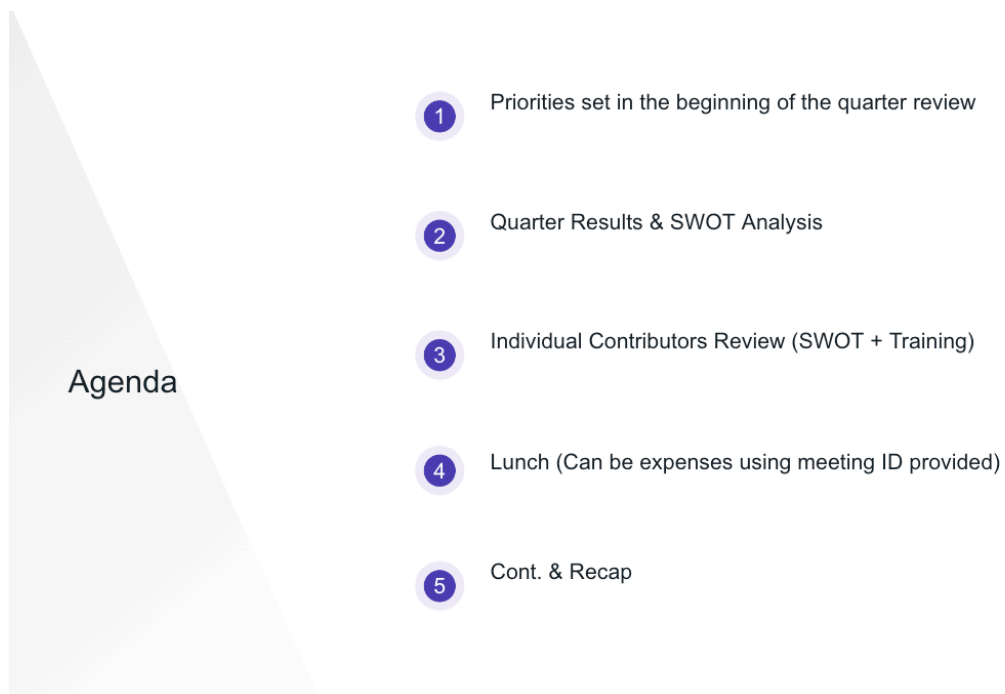 Agenda
1
Priorities set in the beginning of the quarter review
2
Quarter Results & SWOT Analysis
3
Individual Contributors Review (SWOT + Training)
4
Lunch (Can be expenses using meeting ID provided)
5
Cont. & Recap